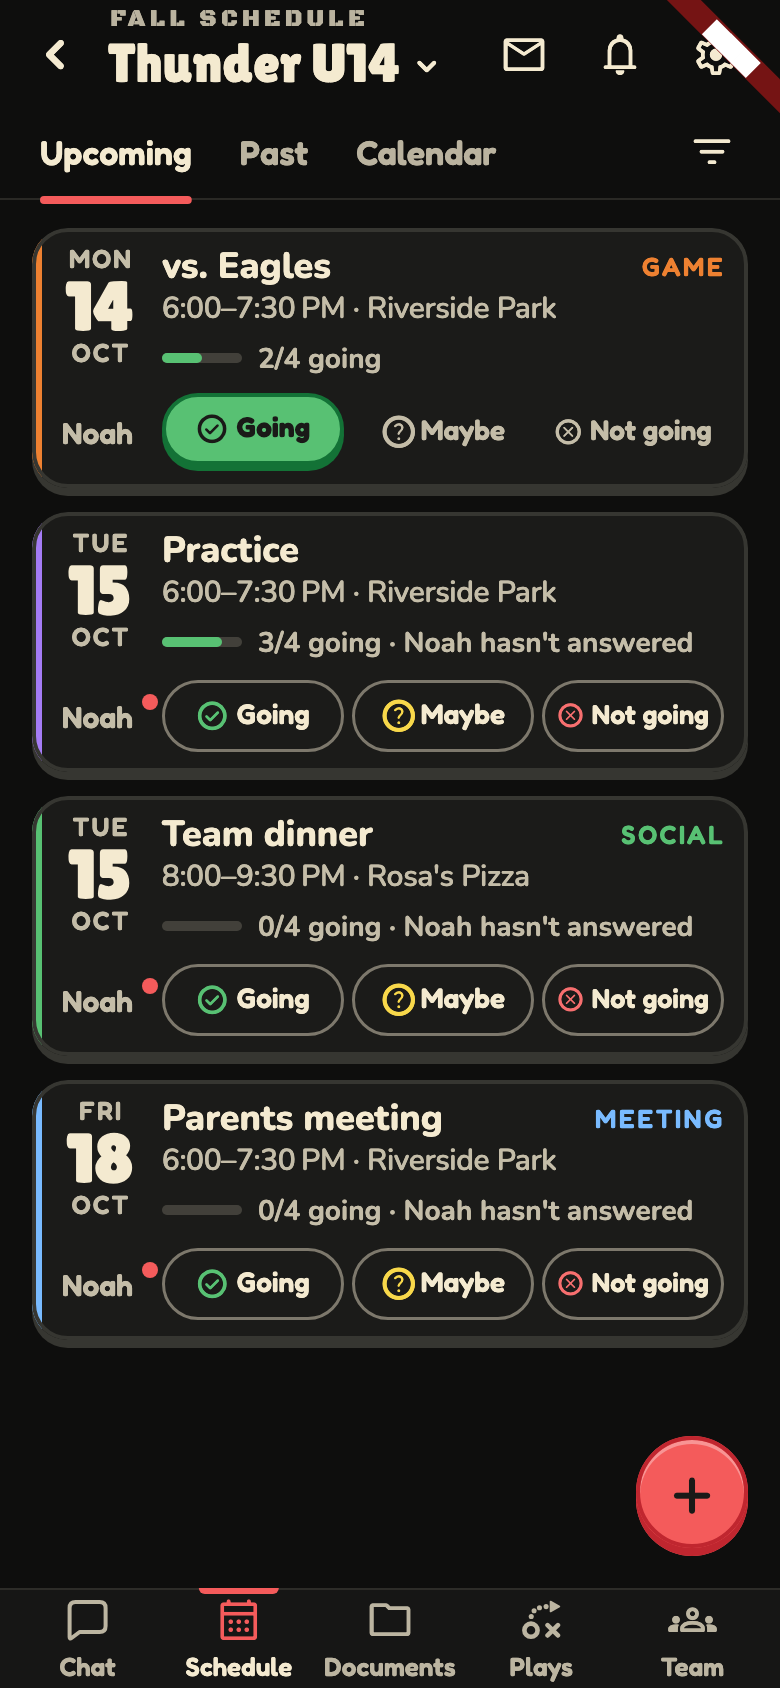 FALL SCHEDULE
Thunder U14
Upcoming Past Calendar
MON
14
OCT
vs. Eagles
GAME
6:00–7:30 PM · Riverside Park
2/4 going
Noah
Going
Maybe
Not going
TUE
15
OCT
Practice
6:00–7:30 PM · Riverside Park
3/4 going · Noah hasn't answered
Noah
Going
Maybe
Not going
TUE
15
OCT
Team dinner
SOCIAL
8:00–9:30 PM · Rosa's Pizza
0/4 going · Noah hasn't answered
Noah
Going
Maybe
Not going
FRI
18
OCT
Parents meeting
MEETING
6:00–7:30 PM · Riverside Park
0/4 going · Noah hasn't answered
Noah
Going
Maybe
Not going
Chat
Schedule
Documents
Plays
Team